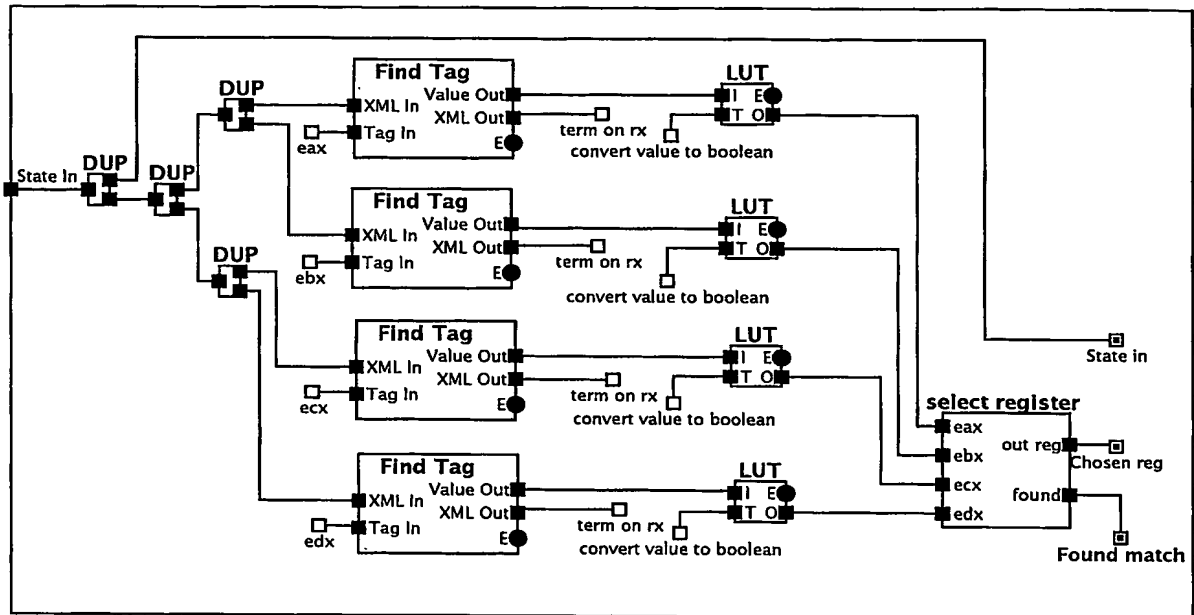 Find Tag
LUT
DUP
Value Out
I E
XML In
XML Out
T O
term on rx
Tag In
E
eax
convert value to boolean
DUP
DUP
State In
Find Tag
LUT
Value Out
I E
XML In
XML Out
T O
DUP
term on rx
Tag In
E
ebx
convert value to boolean
Find Tag
LUT
Value Out
I E
State in
XML In
XML Out
T O
term on rx
Tag In
E
ecx
convert value to boolean
select register
eax
out reg
Chosen reg
ebx
Find Tag
LUT
ecx
Value Out
I E
found
XML In
XML Out
T O
edx
term on rx
Tag In
E
edx
convert value to boolean
Found match